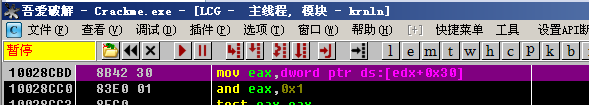 吾爱破解 - Crackme.exe - [LCG - 主线程, 模块 - krnln]
C 文件(F) 查看(V) 调试(D) 插件(P) 选项(T) 窗口(W) 帮助(H) [+] 快捷菜单 工具 设置API断
暂停 l e m t w h c p k b
10028CBD 8B42 30 mov eax,dword ptr ds:[edx+0x30]
10028CC0 83E0 01 and eax,0x1